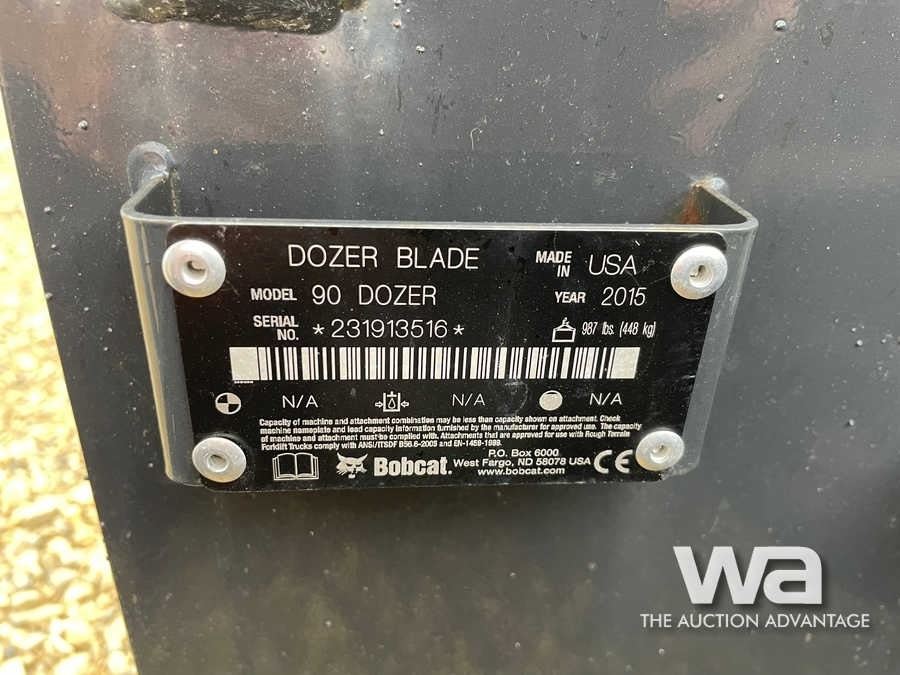 DOZER BLADE
MADE IN USA
MODEL 90 DOZER
YEAR 2015
SERIAL NO. *231913516*
987 lbs. (448 kg)
N/A N/A N/A
Capacity of machine and attachment combination may be less than capacity shown on attachment. Check
machine nameplate and load capacity information furnished by the manufacturer for approved use. The capacity
of machine and attachment must be complied with. Attachments that are approved for use with Rough Terrain
Forklift Trucks comply with ANSI/ITSDF B56.6-2005 and EN-1459-1999.
Bobcat.
P.O. Box 6000
West Fargo, ND 58078 USA
www.bobcat.com
CE
wa
THE AUCTION ADVANTAGE